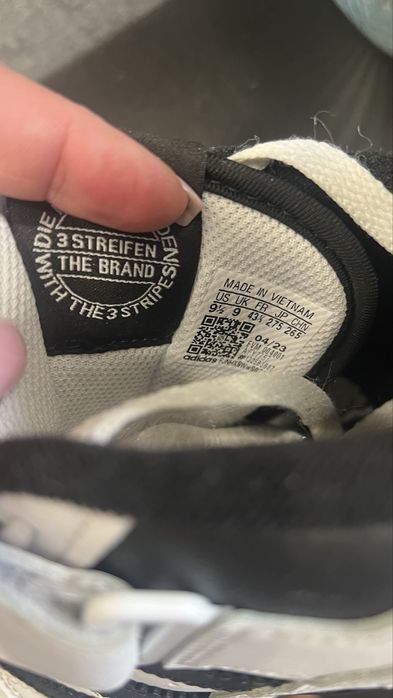 DIE
3 STREIFEN
THE BRAND
WITH THE 3 STRIPES
MADE IN VIETNAM
US UK FR JP CHN
9½ 9 43⅓ 275 265
04/23
adidas